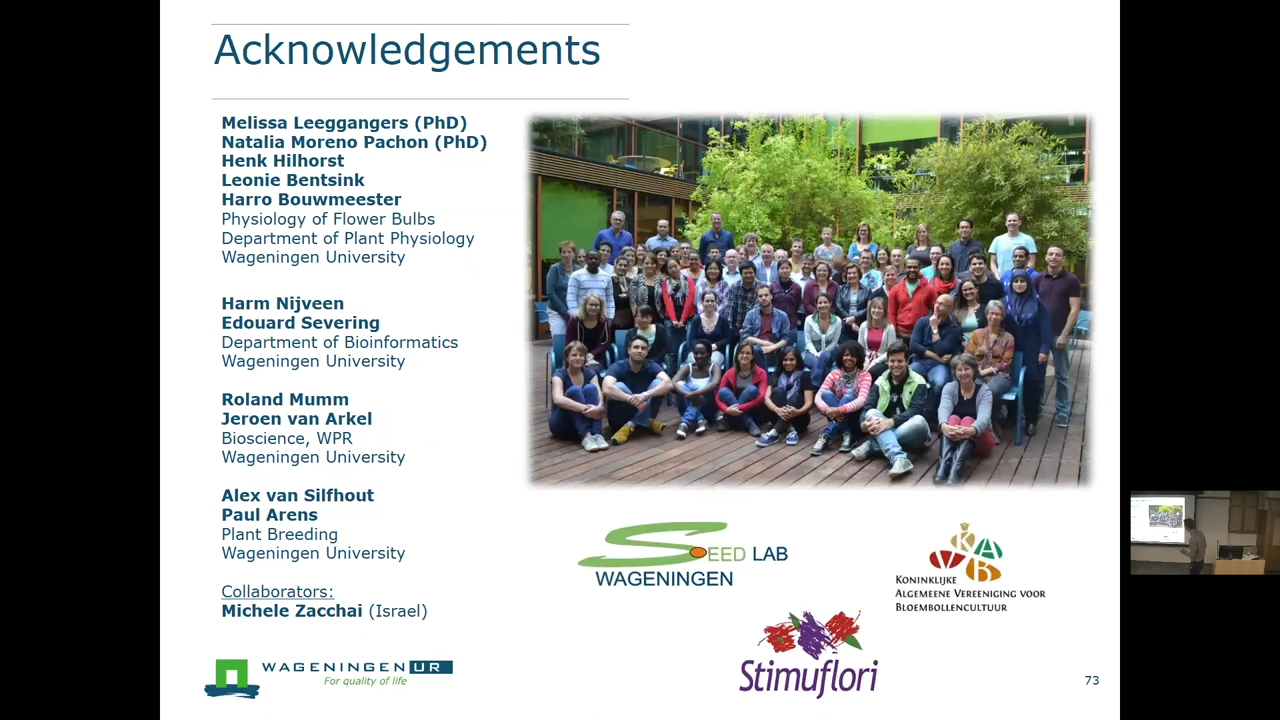 Acknowledgements
Melissa Leeggangers (PhD)
Natalia Moreno Pachon (PhD)
Henk Hilhorst
Leonie Bentsink
Harro Bouwmeester
Physiology of Flower Bulbs
Department of Plant Physiology
Wageningen University
Harm Nijveen
Edouard Severing
Department of Bioinformatics
Wageningen University
Roland Mumm
Jeroen van Arkel
Bioscience, WPR
Wageningen University
Alex van Silfhout
Paul Arens
Plant Breeding
Wageningen University
Collaborators:
Michele Zacchai (Israel)
SEED LAB
WAGENINGEN
KAVB
KONINKLIJKE
ALGEMEENE VEREENIGING VOOR
BLOEMBOLLENCULTUUR
Stimuflori
WAGENINGEN UR
For quality of life
73